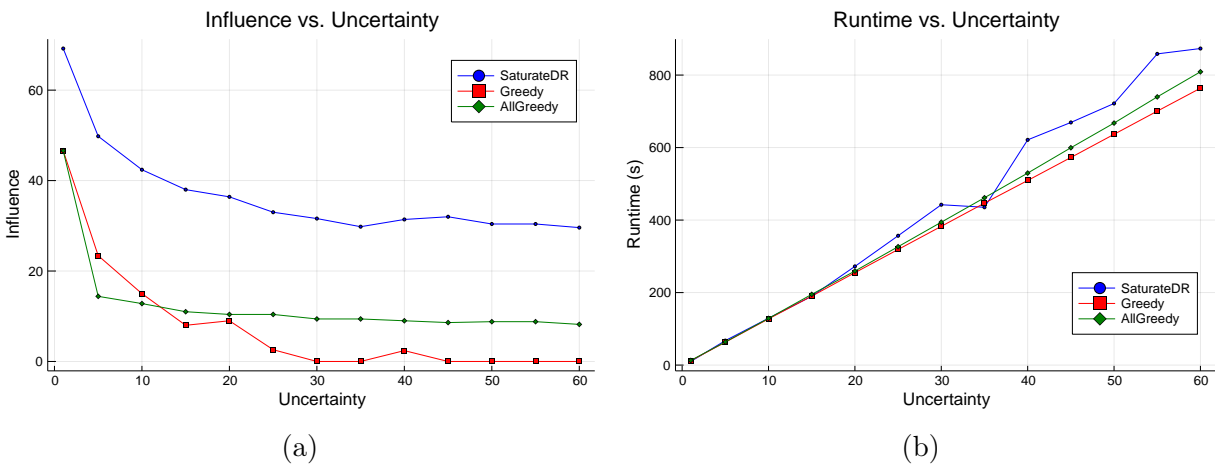 Influence vs. Uncertainty
Influence
60
40
20
0
SaturateDR
Greedy
AllGreedy
0 10 20 30 40 50 60
Uncertainty
(a)
Runtime vs. Uncertainty
Runtime (s)
800
600
400
200
0
SaturateDR
Greedy
AllGreedy
0 10 20 30 40 50 60
Uncertainty
(b)